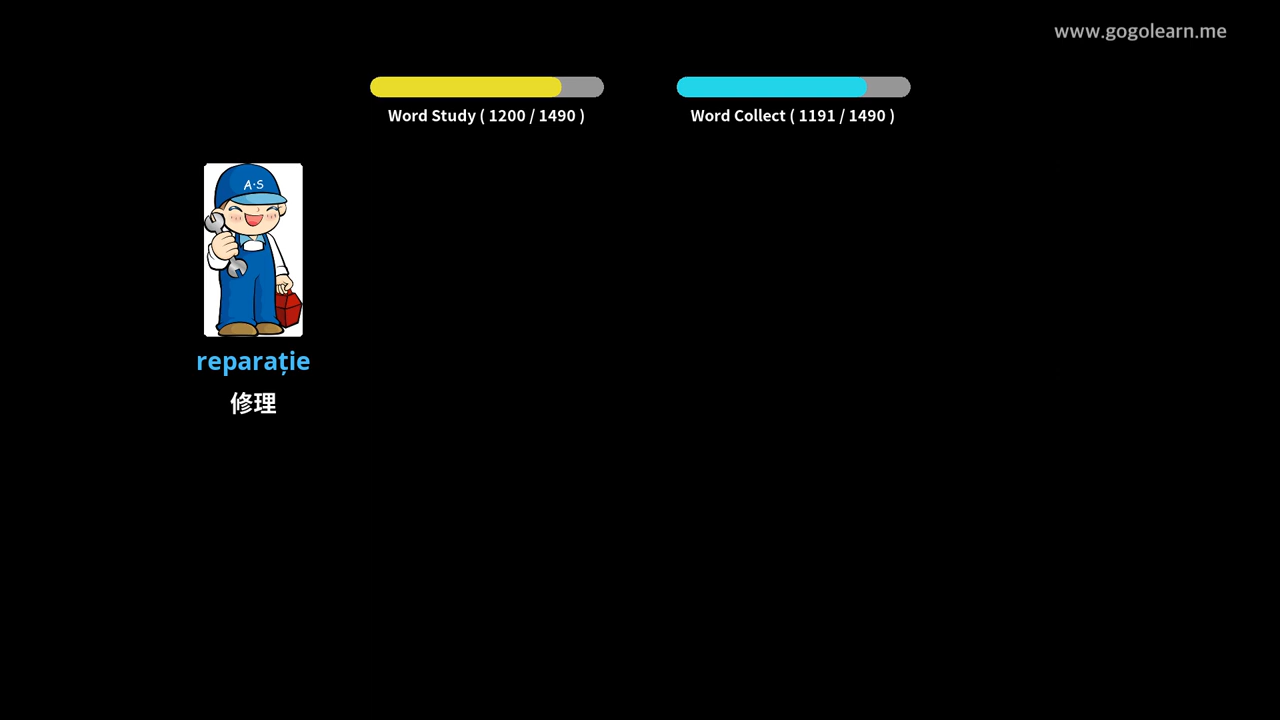 www.gogolearn.me
Word Study ( 1200 / 1490 )
Word Collect ( 1191 / 1490 )
A·S
reparație
修理